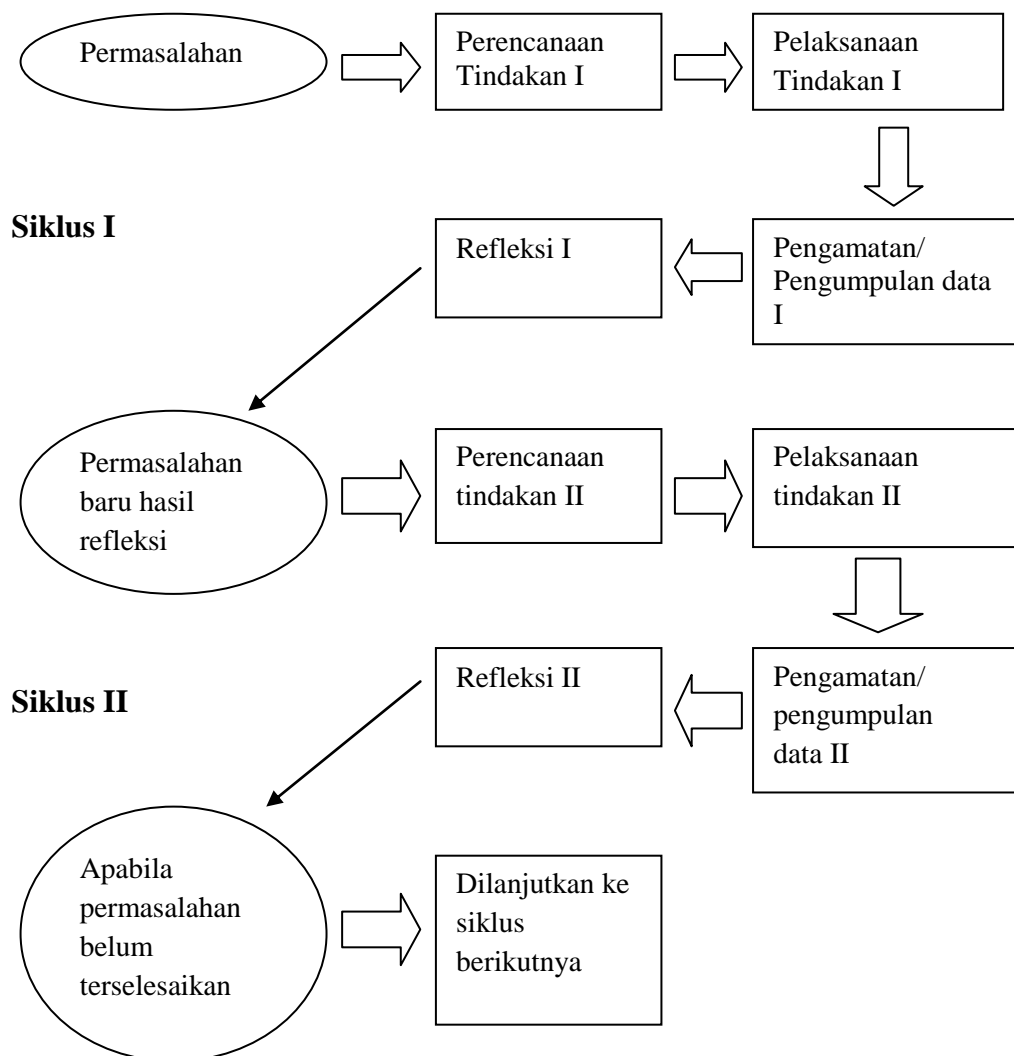 Permasalahan
Perencanaan
Tindakan I
Pelaksanaan
Tindakan I
Siklus I
Refleksi I
Pengamatan/
Pengumpulan data
I
Permasalahan
baru hasil
refleksi
Perencanaan
tindakan II
Pelaksanaan
tindakan II
Siklus II
Refleksi II
Pengamatan/
pengumpulan
data II
Apabila
permasalahan
belum
terselesaikan
Dilanjutkan ke
siklus
berikutnya